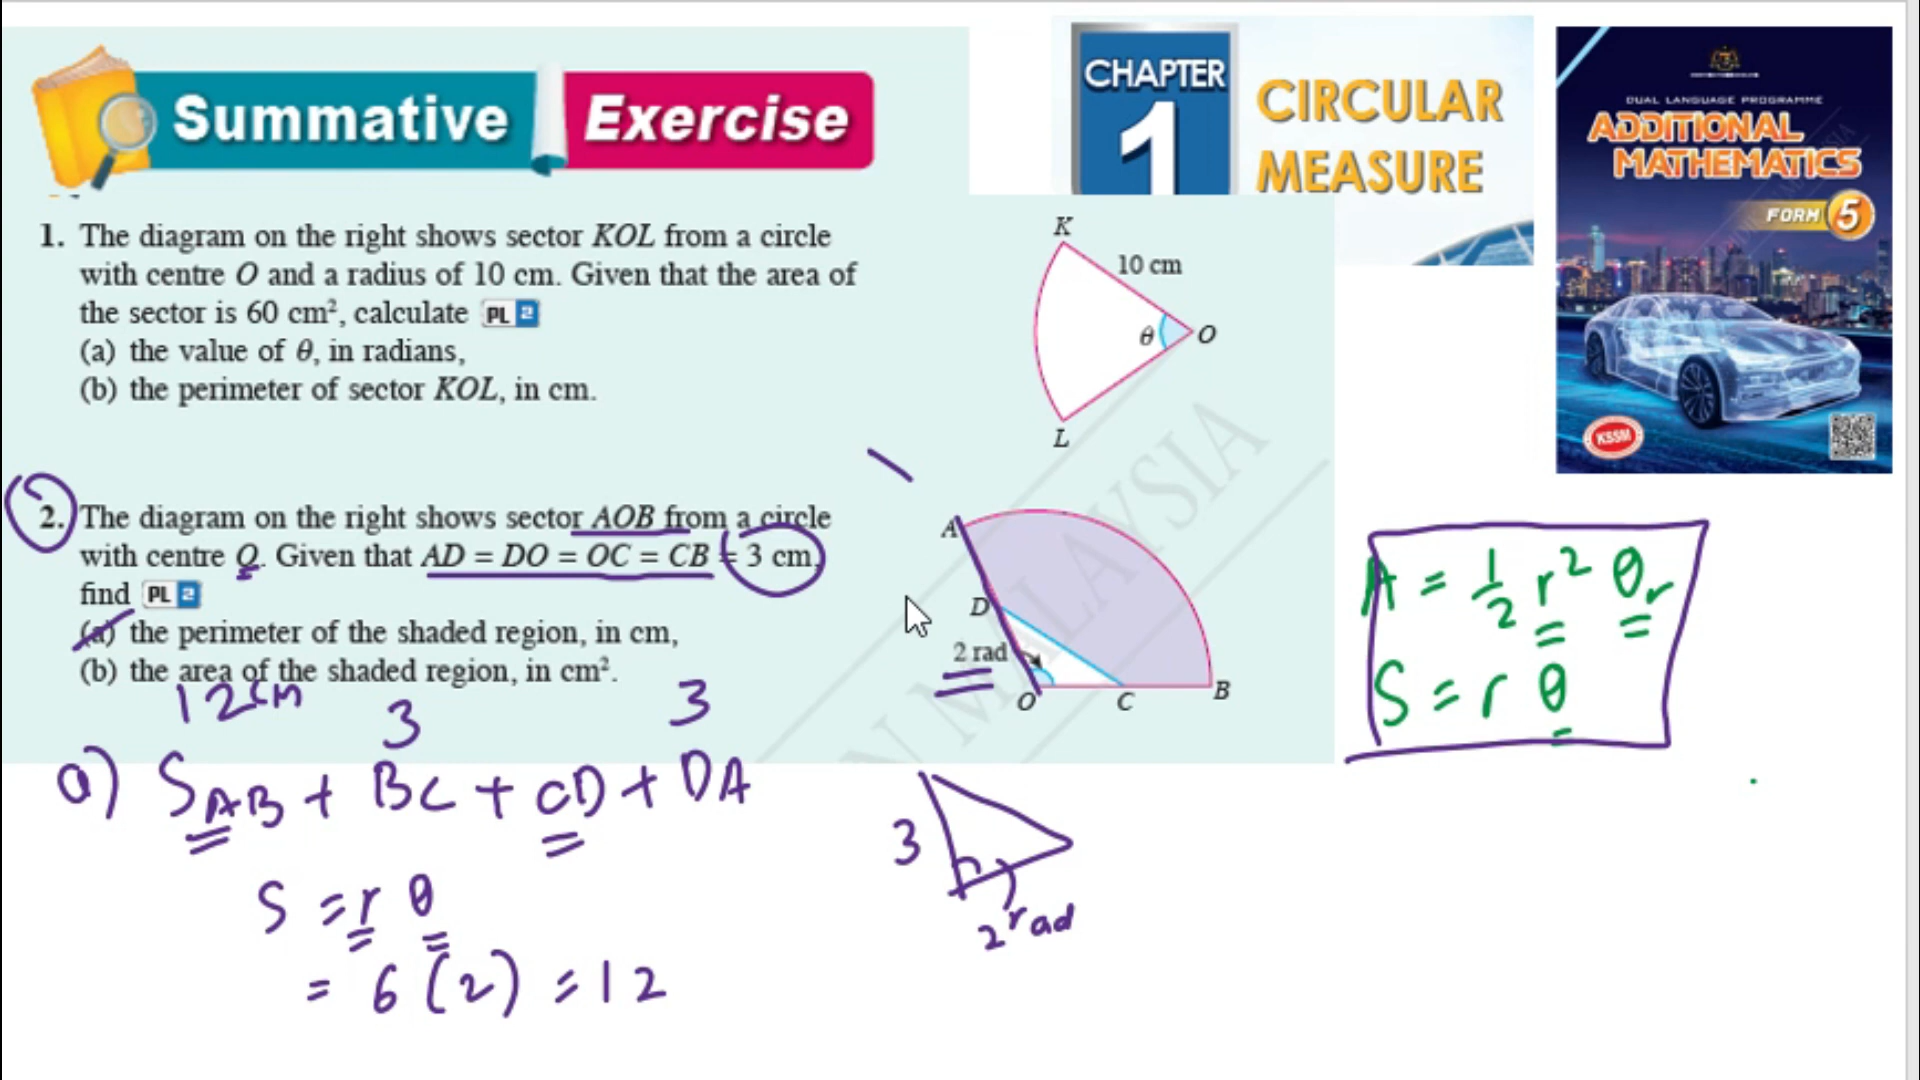 Summative Exercise
CHAPTER
1
CIRCULAR
MEASURE
DUAL LANGUAGE PROGRAMME
ADDITIONAL
MATHEMATICS
FORM 5
KSSM
1. The diagram on the right shows sector KOL from a circle
with centre O and a radius of 10 cm. Given that the area of
the sector is 60 cm², calculate PL 2
(a) the value of θ, in radians,
(b) the perimeter of sector KOL, in cm.
K
10 cm
θ
O
L
2. The diagram on the right shows sector AOB from a circle
with centre O. Given that AD = DO = OC = CB = 3 cm,
find PL 2
(a) the perimeter of the shaded region, in cm,
(b) the area of the shaded region, in cm².
A
D
2 rad
O
C
B
N MALAYSIA
A = 1/2 r² θr
S = r θ
12cm
3
3
a) SAB + BC + CD + DA
S = r θ
= 6 (2) = 12
3
2 rad